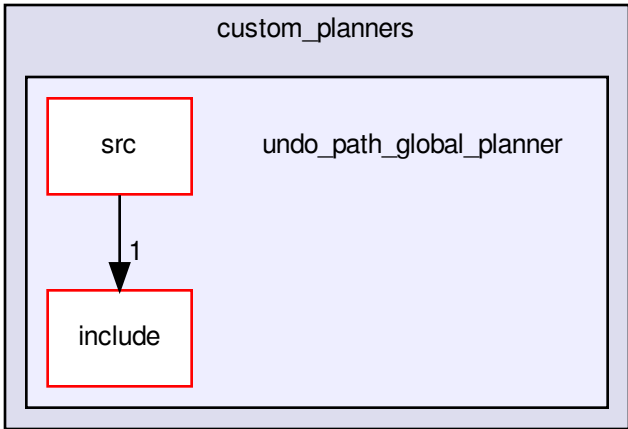 custom_planners
src
undo_path_global_planner
1
include